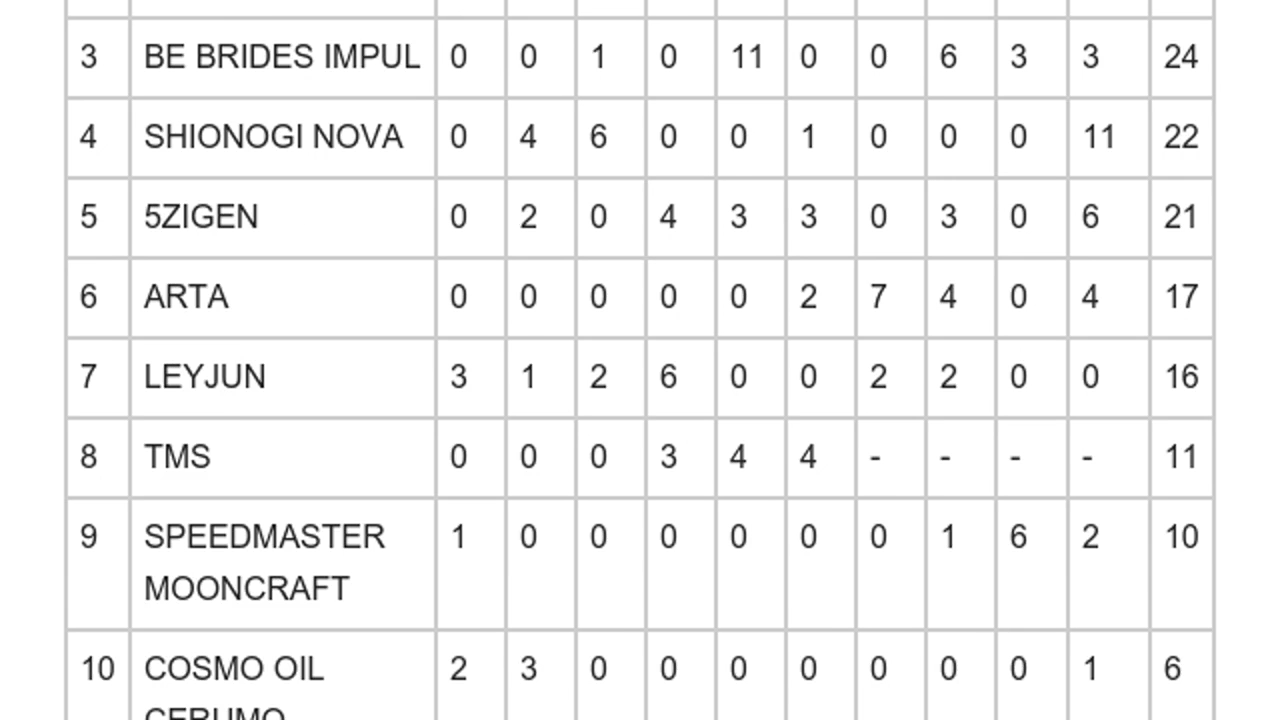 3 BE BRIDES IMPUL 0 0 1 0 11 0 0 6 3 3 24
4 SHIONOGI NOVA 0 4 6 0 0 1 0 0 0 11 22
5 5ZIGEN 0 2 0 4 3 3 0 3 0 6 21
6 ARTA 0 0 0 0 0 2 7 4 0 4 17
7 LEYJUN 3 1 2 6 0 0 2 2 0 0 16
8 TMS 0 0 0 3 4 4 - - - - 11
9 SPEEDMASTER 1 0 0 0 0 0 0 1 6 2 10
MOONCRAFT
10 COSMO OIL 2 3 0 0 0 0 0 0 0 1 6
CERUMO